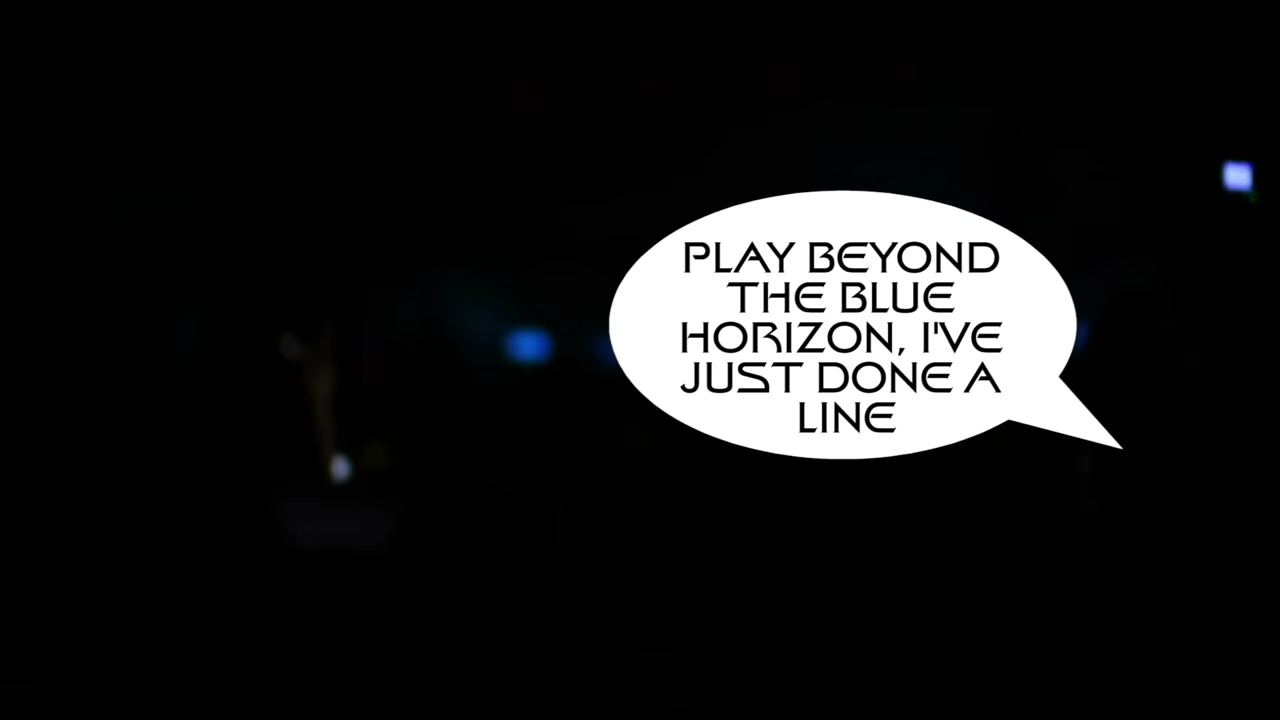 PLAY BEYOND
THE BLUE
HORIZON, I'VE
JUST DONE A
LINE